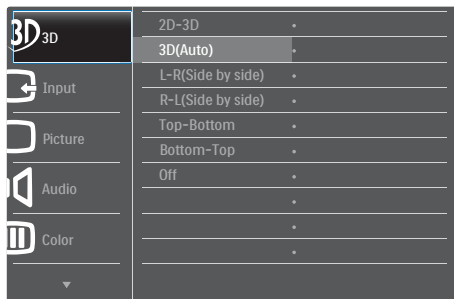 3D 3D
Input
Picture
Audio
Color
2D-3D
3D(Auto)
L-R(Side by side)
R-L(Side by side)
Top-Bottom
Bottom-Top
Off